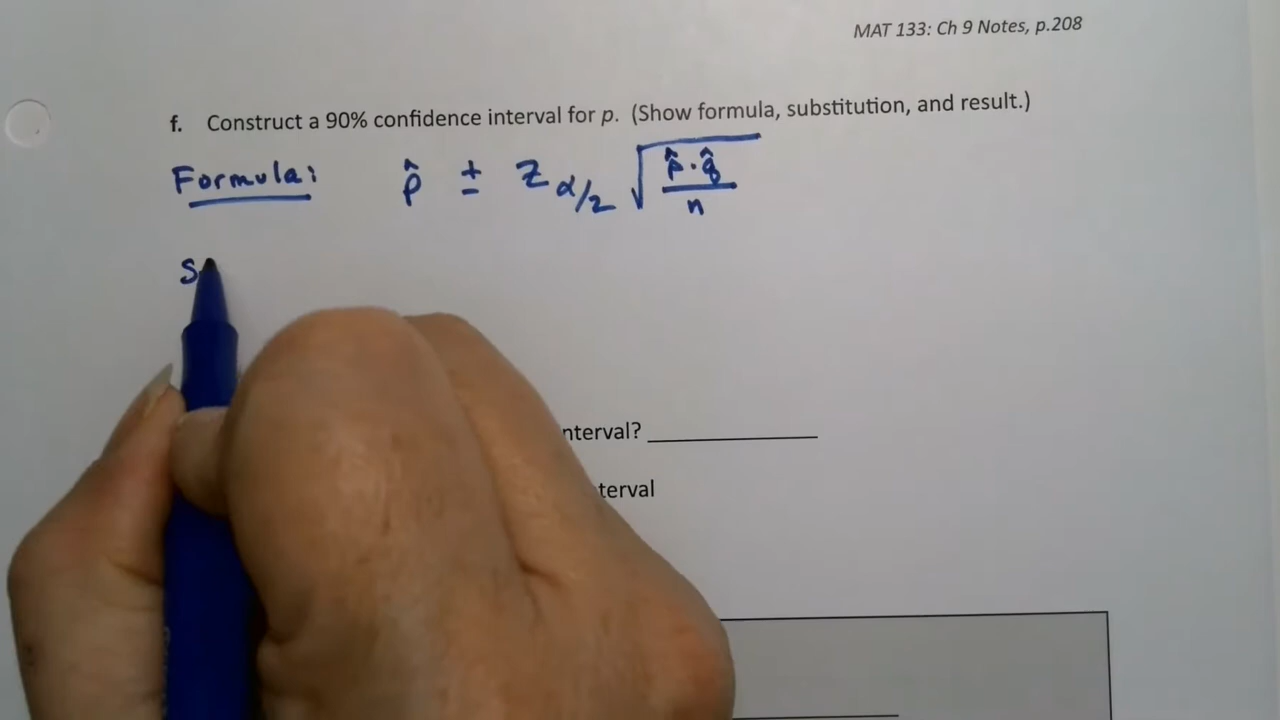 MAT 133: Ch 9 Notes, p.208
f. Construct a 90% confidence interval for p. (Show formula, substitution, and result.)
Formula: p̂ ± z α/2 √(p̂·q̂/n)
S
nterval? ____________
terval